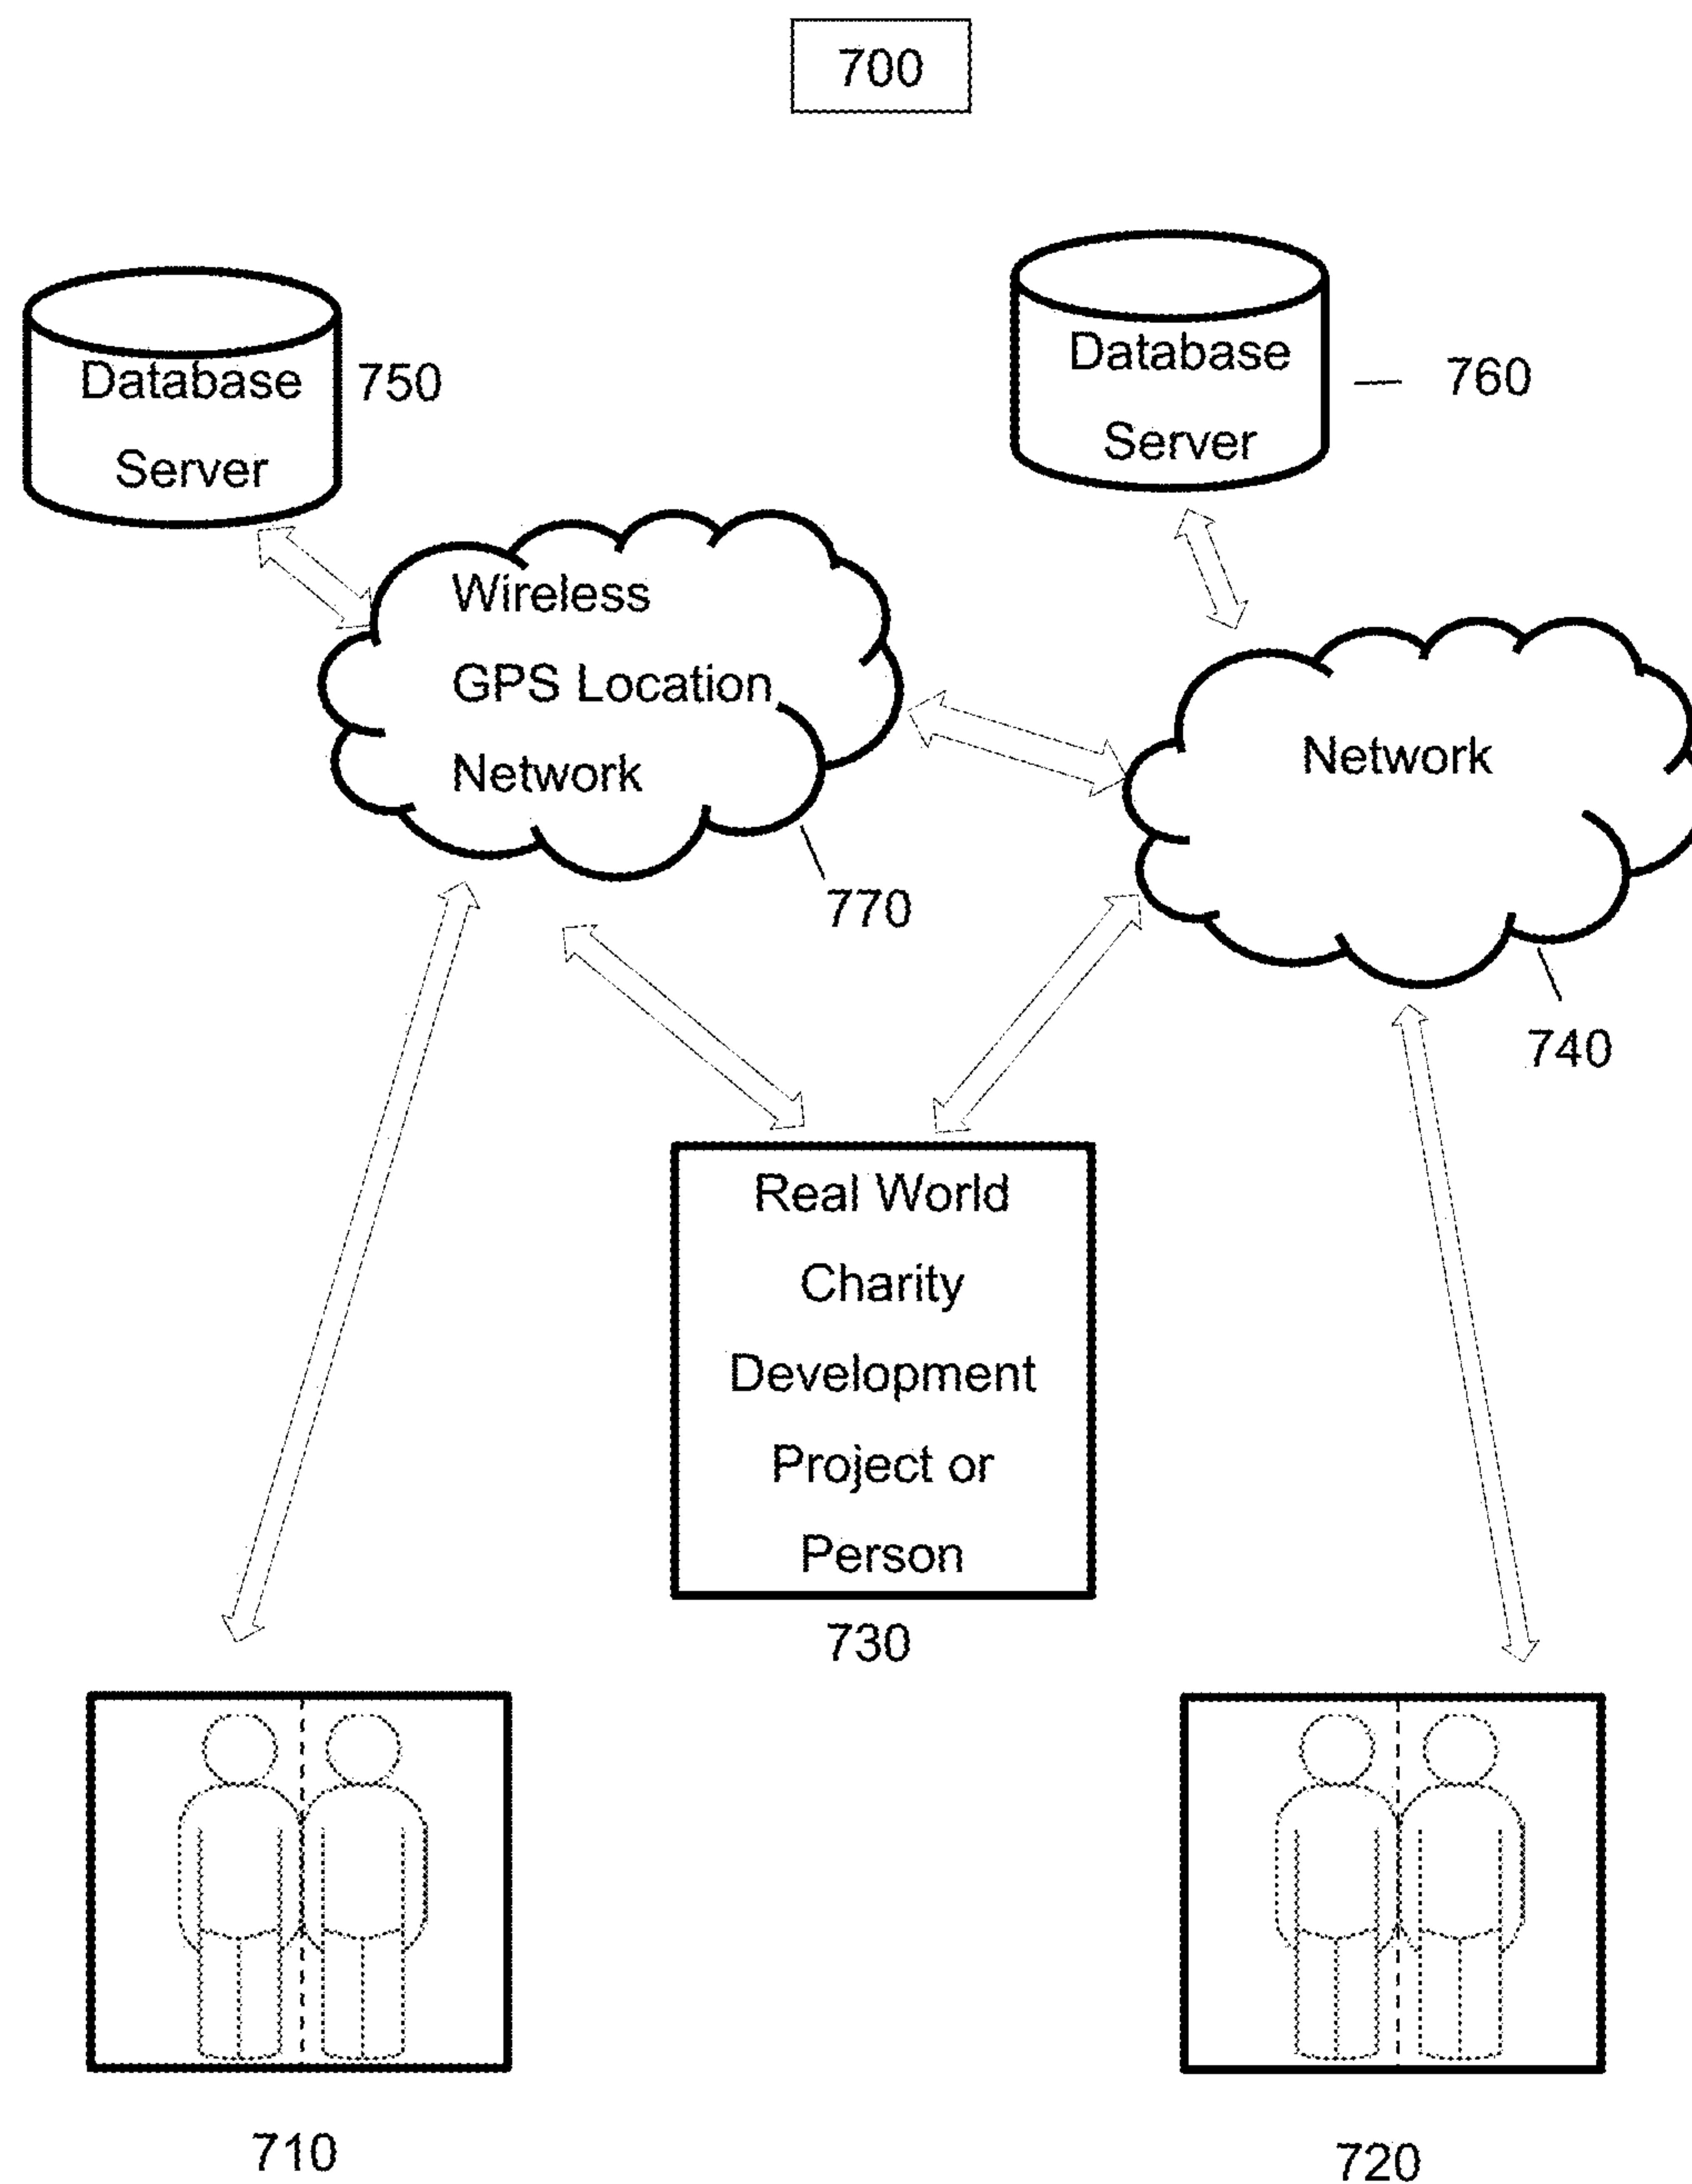 700
Database
Server
750
Database
Server
760
Wireless
GPS Location
Network
770
Network
740
Real World
Charity
Development
Project or
Person
730
710
720